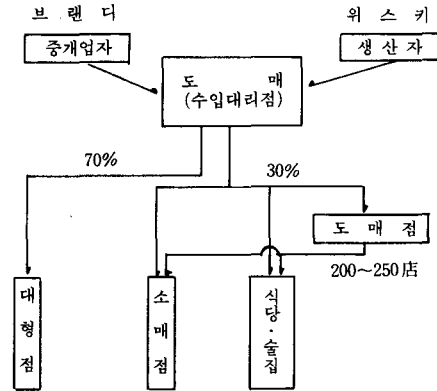 브 랜 디
위 스 키
중개업자
생산자
도 매
(수입대리점)
70%
30%
도 매 점
200~250店
대형점
소매점
식당·술집